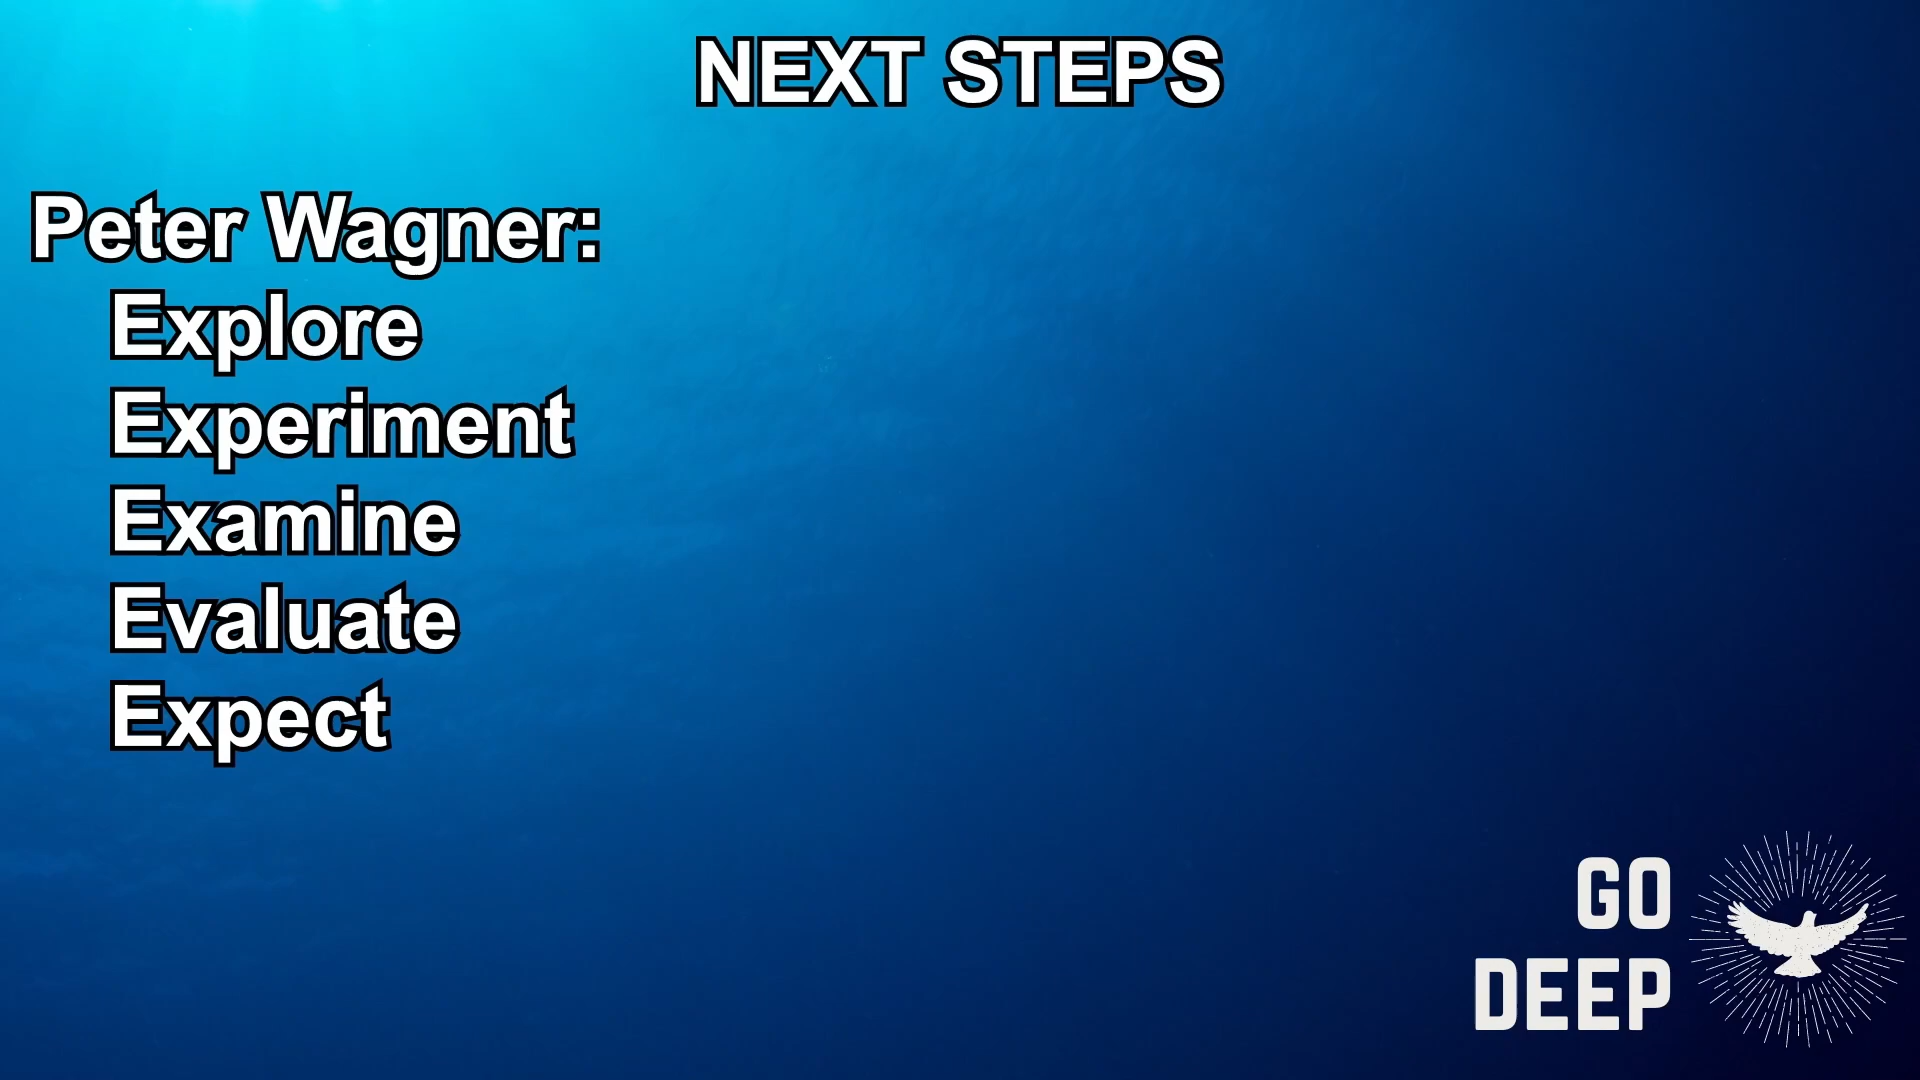 NEXT STEPS
Peter Wagner:
Explore
Experiment
Examine
Evaluate
Expect
GO
DEEP